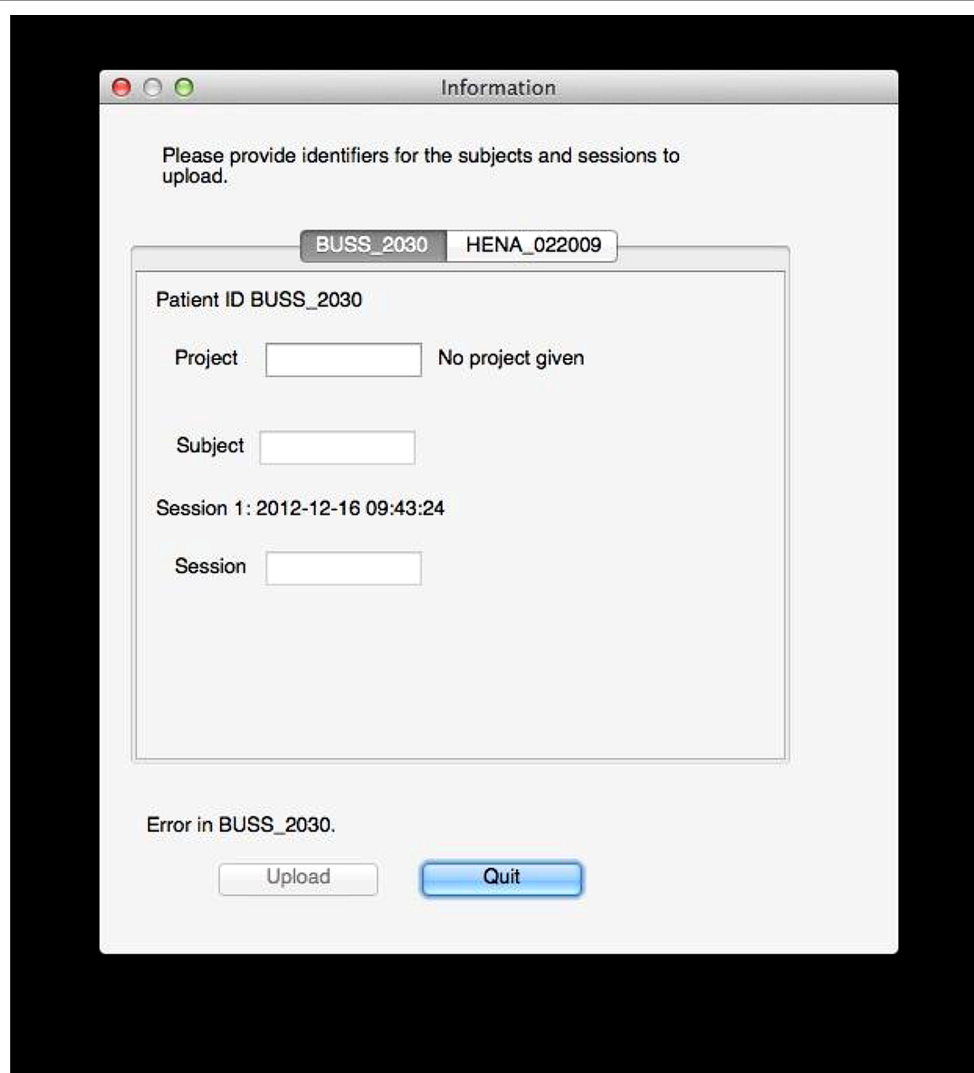 Information
Please provide identifiers for the subjects and sessions to
upload.
BUSS_2030 HENA_022009
Patient ID BUSS_2030
Project No project given
Subject
Session 1: 2012-12-16 09:43:24
Session
Error in BUSS_2030.
Upload Quit